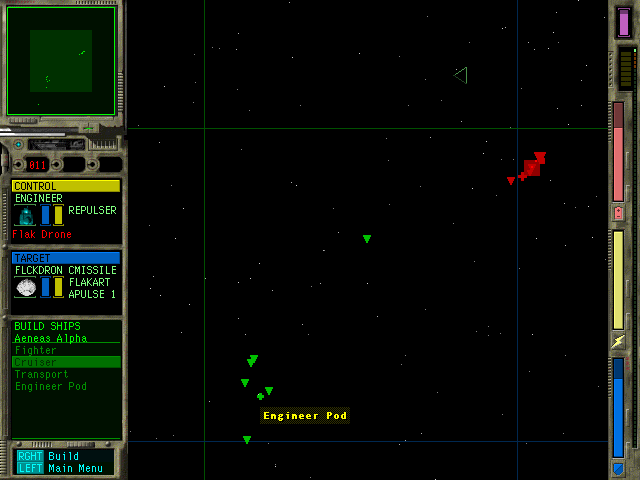 011
CONTROL
ENGINEER
REPULSER
Flak Drone
TARGET
FLCKDRON CMISSILE
FLAKART
APULSE 1
BUILD SHIPS
Aeneas Alpha
Fighter
Cruiser
Transport
Engineer Pod
RGHT Build
LEFT Main Menu
Engineer Pod